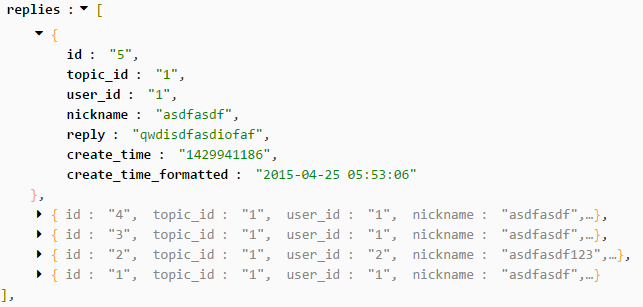 replies : [
{
id : "5",
topic_id : "1",
user_id : "1",
nickname : "asdfasdf",
reply : "qwdisdfasdiofaf",
create_time : "1429941186",
create_time_formatted : "2015-04-25 05:53:06"
},
{ id : "4", topic_id : "1", user_id : "1", nickname : "asdfasdf",…},
{ id : "3", topic_id : "1", user_id : "1", nickname : "asdfasdf",…},
{ id : "2", topic_id : "1", user_id : "2", nickname : "asdfasdf123",…},
{ id : "1", topic_id : "1", user_id : "1", nickname : "asdfasdf",…}
],